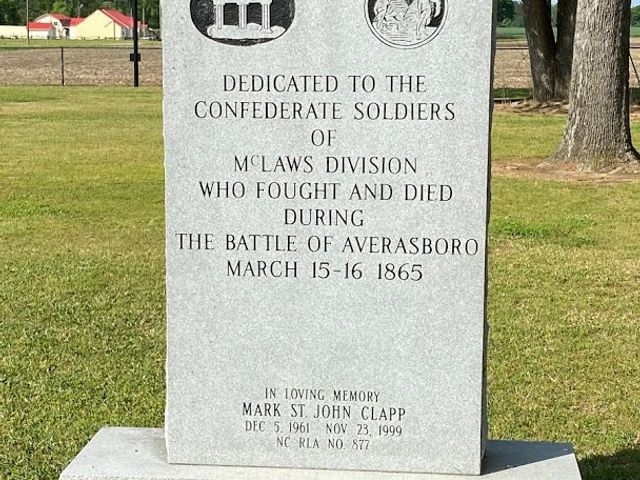 DEDICATED TO THE
CONFEDERATE SOLDIERS
OF
McLAWS DIVISION
WHO FOUGHT AND DIED
DURING
THE BATTLE OF AVERASBORO
MARCH 15-16 1865
IN LOVING MEMORY
MARK ST. JOHN CLAPP
DEC 5, 1961 NOV 23, 1999
NC RLA NO. 877